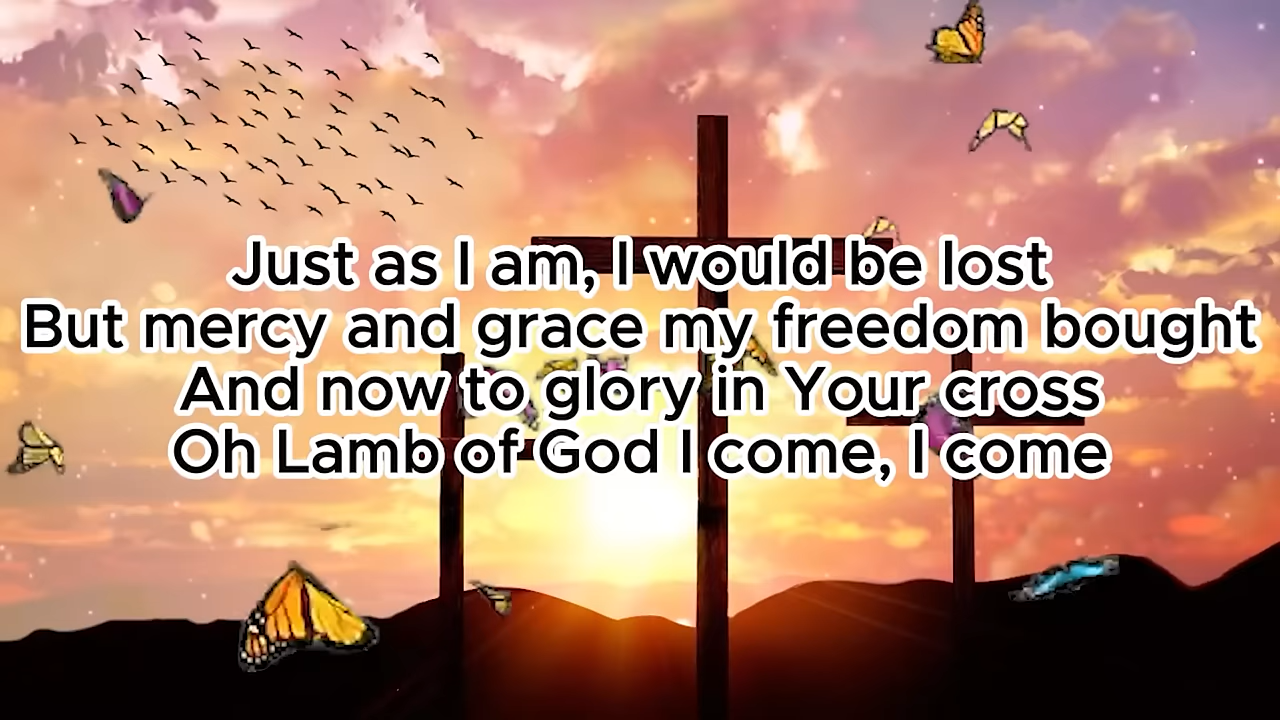 Just as I am, I would be lost
But mercy and grace my freedom bought
And now to glory in Your cross
Oh Lamb of God I come, I come